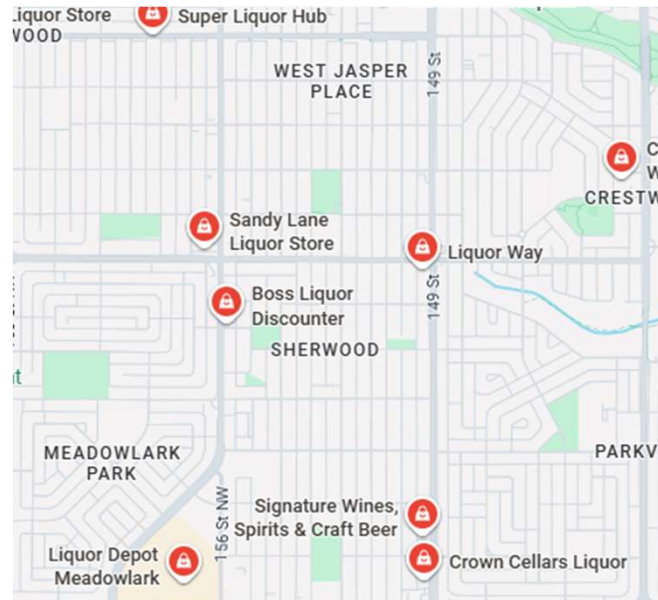 Liquor Store
WOOD
Super Liquor Hub
WEST JASPER
PLACE
149 St
CRESTW
Sandy Lane
Liquor Store
Liquor Way
Boss Liquor
Discounter
149 St
SHERWOOD
MEADOWLARK
PARK
PARKV
156 St NW
Signature Wines,
Spirits & Craft Beer
Liquor Depot
Meadowlark
Crown Cellars Liquor